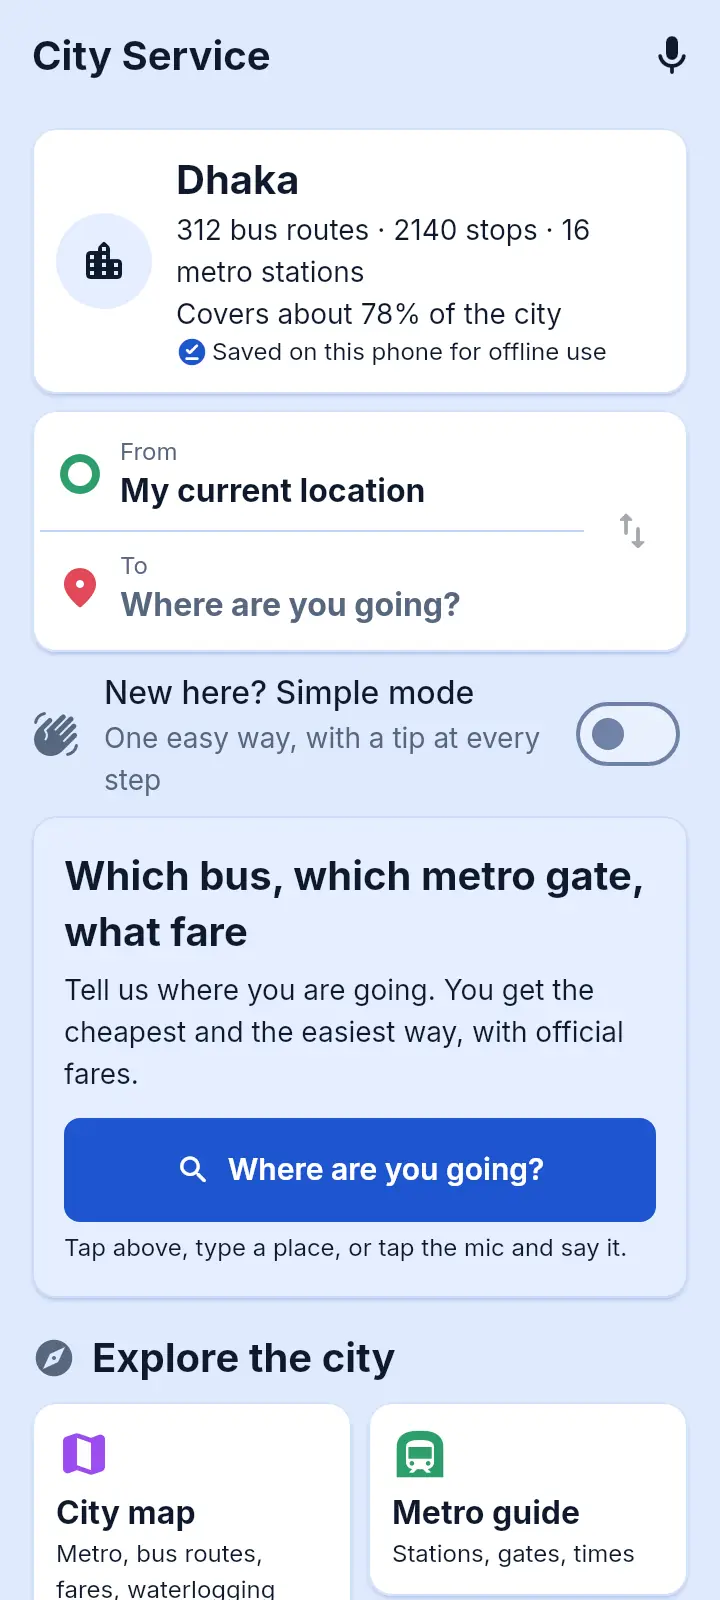 City Service
Dhaka
312 bus routes · 2140 stops · 16
metro stations
Covers about 78% of the city
Saved on this phone for offline use
From
My current location
To
Where are you going?
New here? Simple mode
One easy way, with a tip at every
step
Which bus, which metro gate,
what fare
Tell us where you are going. You get the
cheapest and the easiest way, with official
fares.
Where are you going?
Tap above, type a place, or tap the mic and say it.
Explore the city
City map
Metro, bus routes,
fares, waterlogging
Metro guide
Stations, gates, times